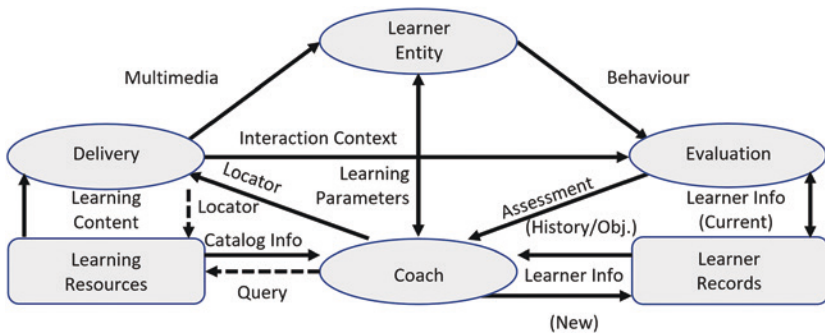 Learner
Entity
Multimedia
Behaviour
Interaction Context
Delivery
Evaluation
Locator
Learning
Parameters
Assessment
Learning
Content
Locator
Learner Info
(Current)
(History/Obj.)
Catalog Info
Learning
Resources
Coach
Learner Info
Learner
Records
Query
(New)